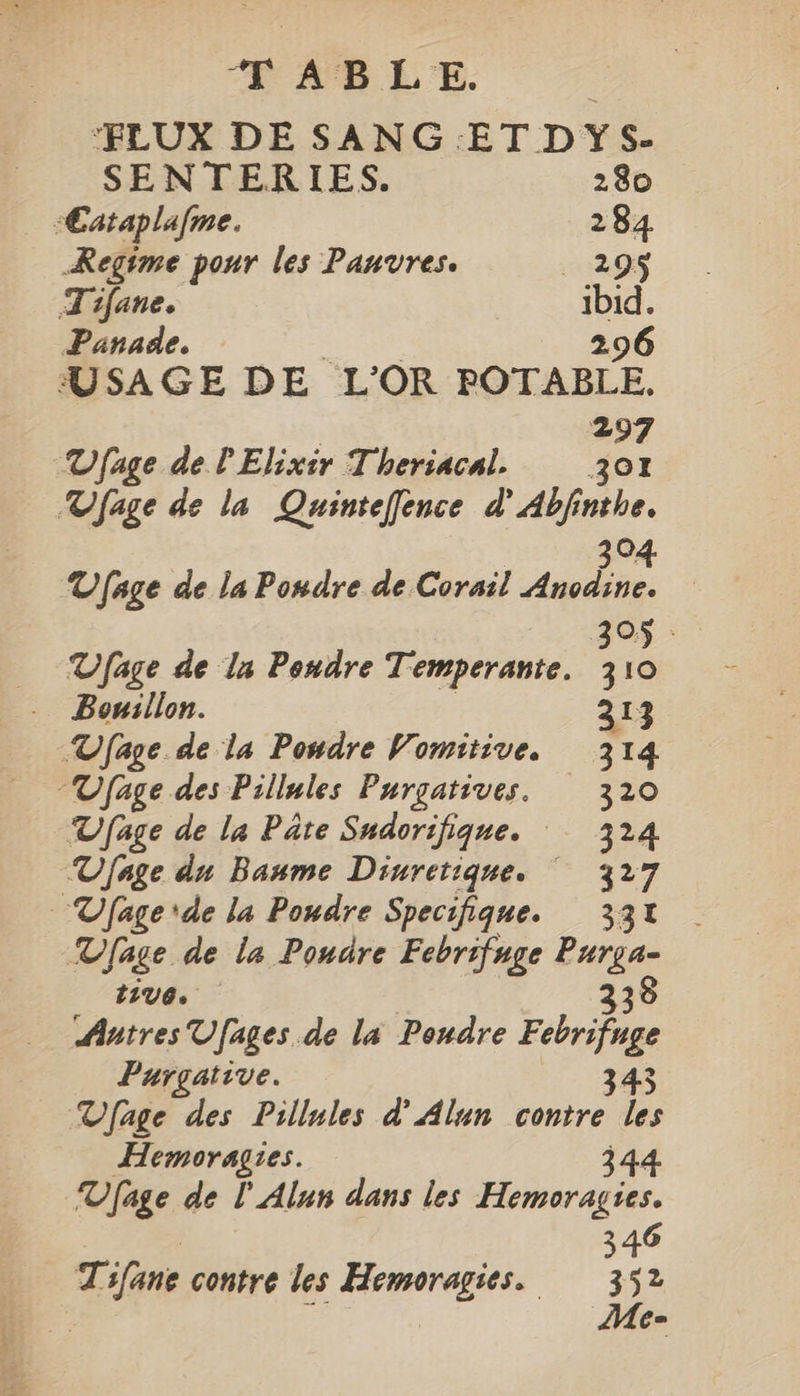 TABLE.
FLUX DE SANG ET DYS-
SENTERIES. 280
Cataplaſme. 284
Regime pour les Pauvres. 295
Tiſane. ibid.
Panade. 296
USAGE DE L'OR POTABLE.
297
Uſage de l'Elixir Theriacal. 301
Uſage de la Quinteſſence d'Abſinthe.
304
Uſage de la Poudre de Corail Anodine.
305
Uſage de la Poudre Temperante. 310
Bouillon. 313
Uſage de la Poudre Vomitive. 314
Uſage des Pillules Purgatives. 320
Uſage de la Pâte Sudorifique. 324
Uſage du Baume Diuretique. 327
Uſage de la Poudre Specifique. 331
Uſage de la Poudre Febrifuge Purga-
tive. 338
Autres Uſages de la Poudre Febrifuge
Purgative. 343
Uſage des Pillules d'Alun contre les
Hemoragies. 344
Uſage de l'Alun dans les Hemoragies.
346
Tiſane contre les Hemoragies. 352
Me-